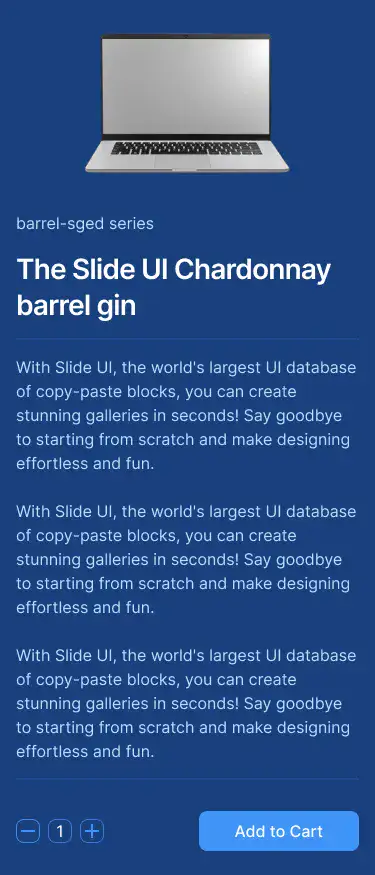 barrel-sged series
The Slide UI Chardonnay
barrel gin
With Slide UI, the world's largest UI database
of copy-paste blocks, you can create
stunning galleries in seconds! Say goodbye
to starting from scratch and make designing
effortless and fun.
With Slide UI, the world's largest UI database
of copy-paste blocks, you can create
stunning galleries in seconds! Say goodbye
to starting from scratch and make designing
effortless and fun.
With Slide UI, the world's largest UI database
of copy-paste blocks, you can create
stunning galleries in seconds! Say goodbye
to starting from scratch and make designing
effortless and fun.
1
Add to Cart